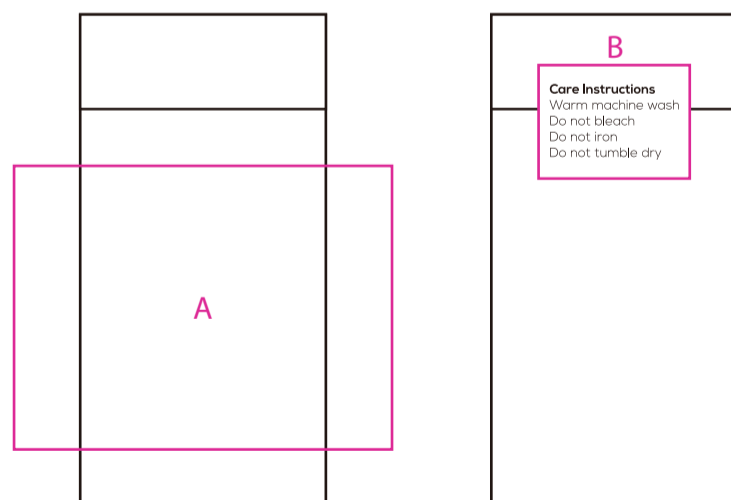 A
B
Care Instructions
Warm machine wash
Do not bleach
Do not iron
Do not tumble dry